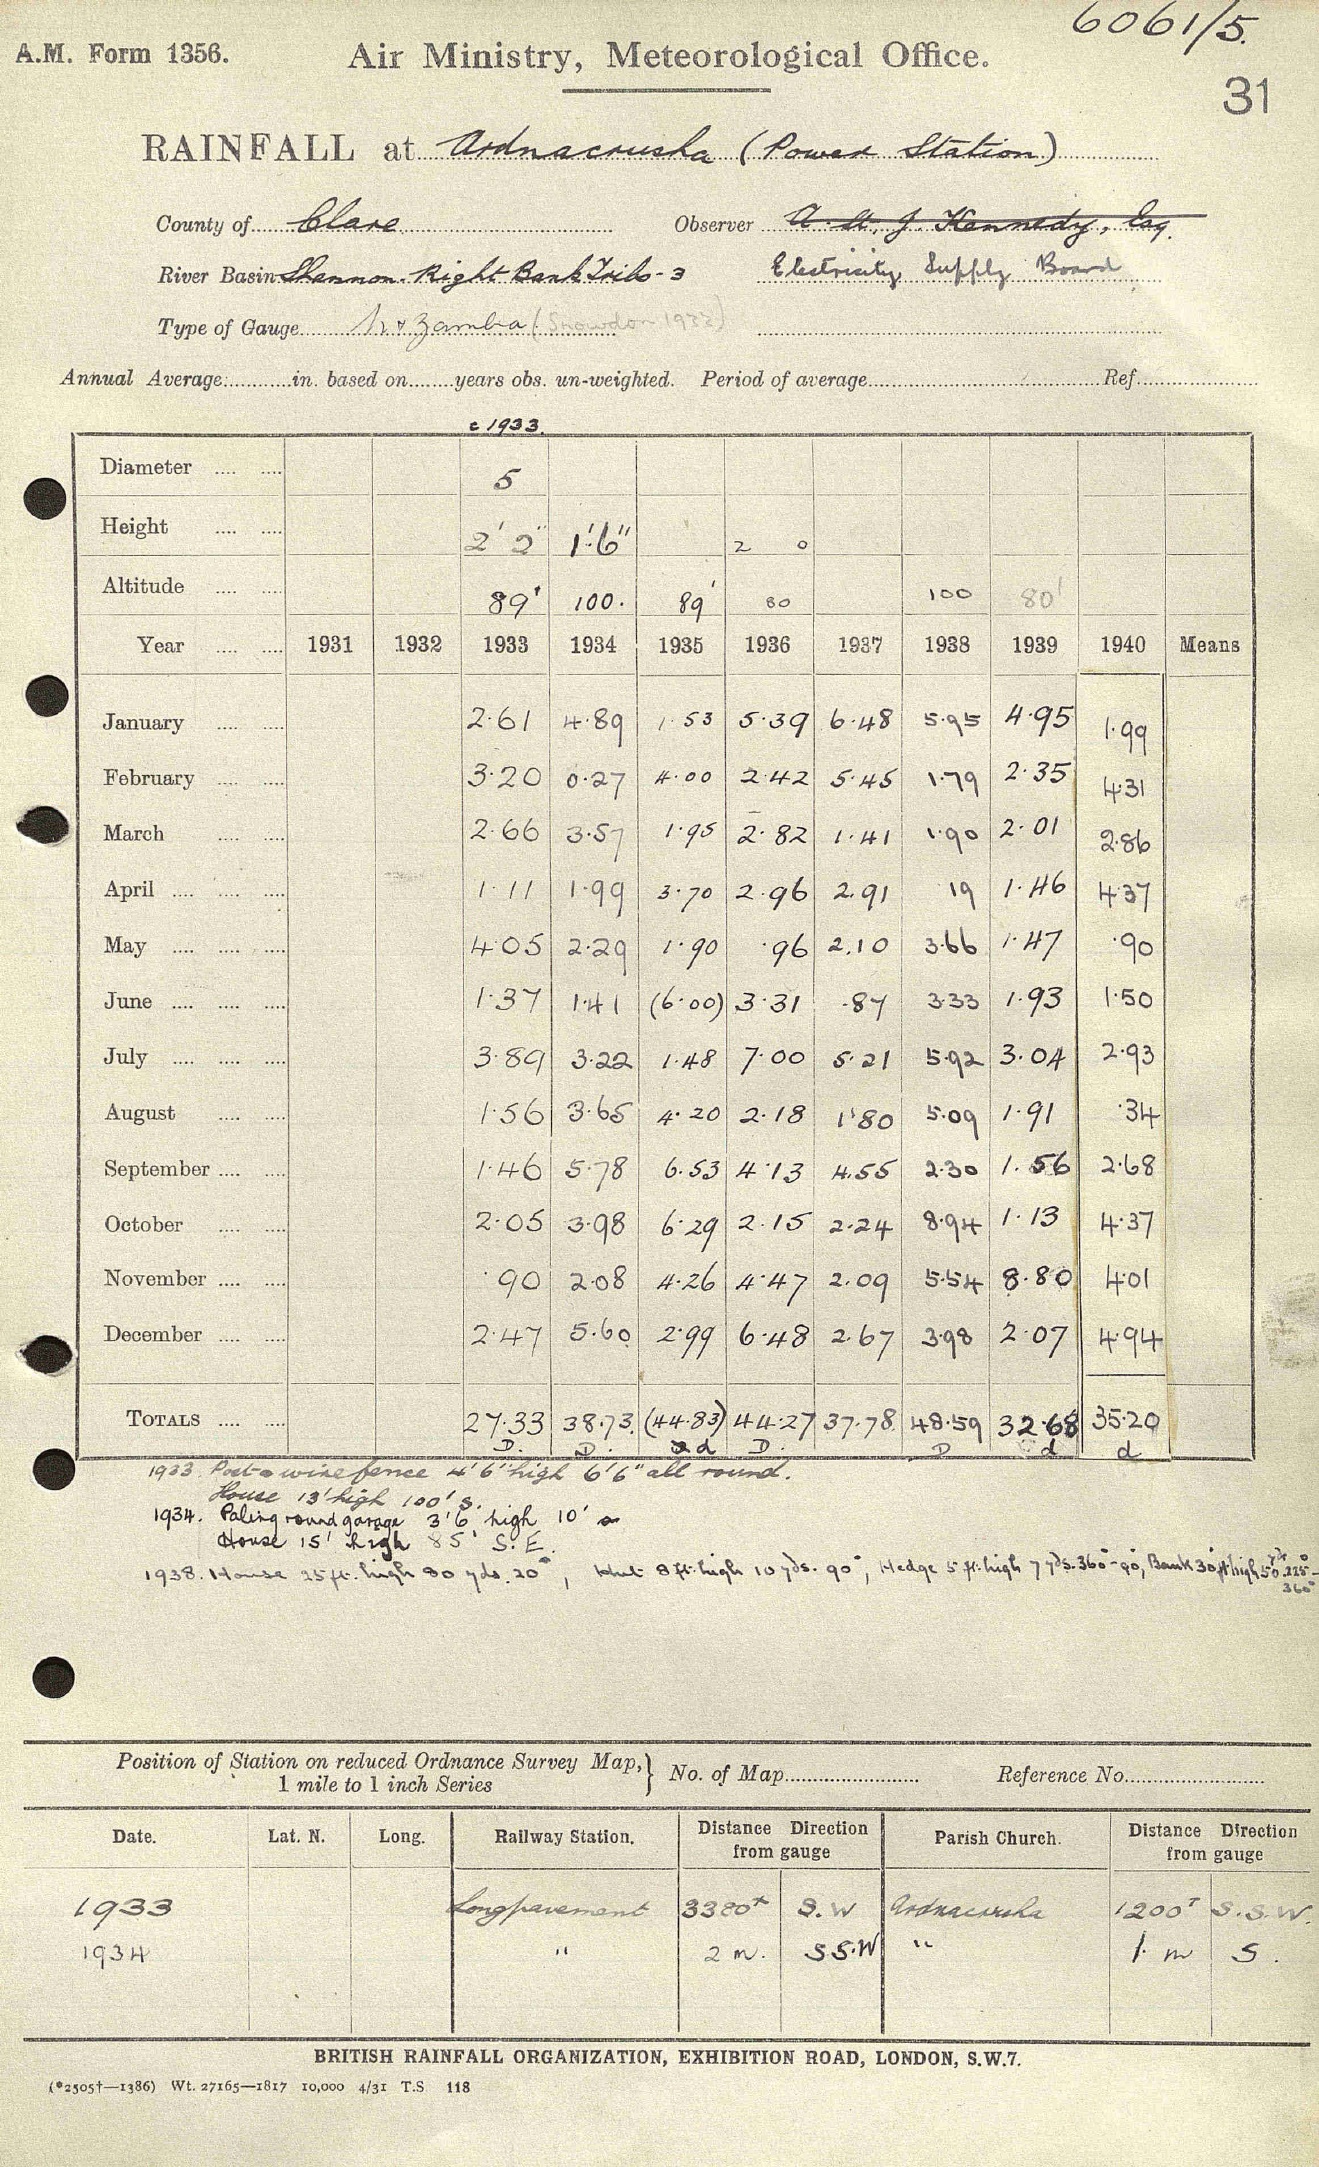 6061/5.
A.M. Form 1356. Air Ministry, Meteorological Office.
31
RAINFALL at Ardnacrusha (Power Station)
County of Clare Observer A. St. J. Kennedy, Esq.
River Basin Shannon. Right Bank Tribs - 3 Electricity Supply Board
Type of Gauge (Snowdon 1932)
Annual Average in. based on years obs. un-weighted. Period of average Ref.
c 1933.
Diameter 5
Height 2' 2" 1'.6" 2 0
Altitude 89' 100. 89' 80 100 80'
Year 1931 1932 1933 1934 1935 1936 1937 1938 1939 1940 Means
January 2.61 4.89 1.53 5.39 6.48 5.95 4.95 1.99
February 3.20 0.27 4.00 2.42 5.45 1.79 2.35 4.31
March 2.66 3.57 1.95 2.82 1.41 1.90 2.01 2.86
April 1.11 1.99 3.70 2.96 2.91 19 1.46 4.37
May 4.05 2.29 1.90 .96 2.10 3.66 1.47 .90
June 1.37 1.41 (6.00) 3.31 .87 3.33 1.93 1.50
July 3.89 3.22 1.48 7.00 5.21 5.92 3.04 2.93
August 1.56 3.65 4.20 2.18 1.80 5.09 1.91 .34
September 1.46 5.78 6.53 4.13 4.55 2.30 1.56 2.68
October 2.05 3.98 6.29 2.15 2.24 8.94 1.13 4.37
November .90 2.08 4.26 4.47 2.09 5.54 8.80 4.01
December 2.47 5.60 2.99 6.48 2.67 3.98 2.07 4.94
TOTALS 27.33 38.73. (44.83) 44.27 37.78 48.59 32.68 35.20
D. D. d D. D d d
1933. Post & wire fence 4'6" high 6'6" all round.
House 13' high 100' S.
1934. Paling round garage 3'6 high 10'
House 15' high 85' S.E.
1938. House 25 ft. high 80 yds. 20°, Hut 8 ft. high 10 yds. 90°, Hedge 5 ft. high 7 yds. 360°-90°, Bank 30 ft high 50 yds 225°-
360°
Position of Station on reduced Ordnance Survey Map, } No. of Map Reference No.
1 mile to 1 inch Series
Date. Lat. N. Long. Railway Station. Distance Direction from gauge Parish Church. Distance Direction from gauge
1933 Longpavement 3380ˣ S.W Ardnacrusha 1200ˣ S.S.W.
1934 " 2 m. S S.W " 1 m S.
BRITISH RAINFALL ORGANIZATION, EXHIBITION ROAD, LONDON, S.W.7.
(*2505†—1386) Wt. 27165—1817 10,000 4/31 T.S 118